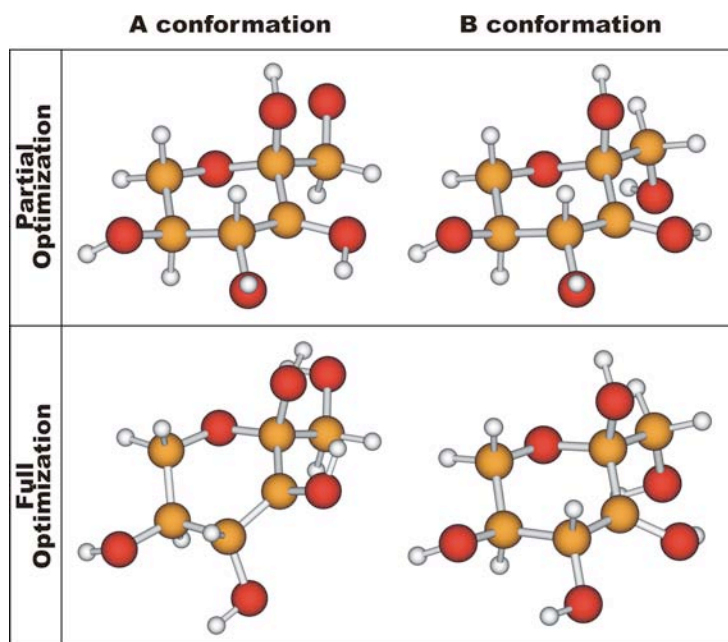 A conformation
B conformation
Partial
Optimization
Full
Optimization